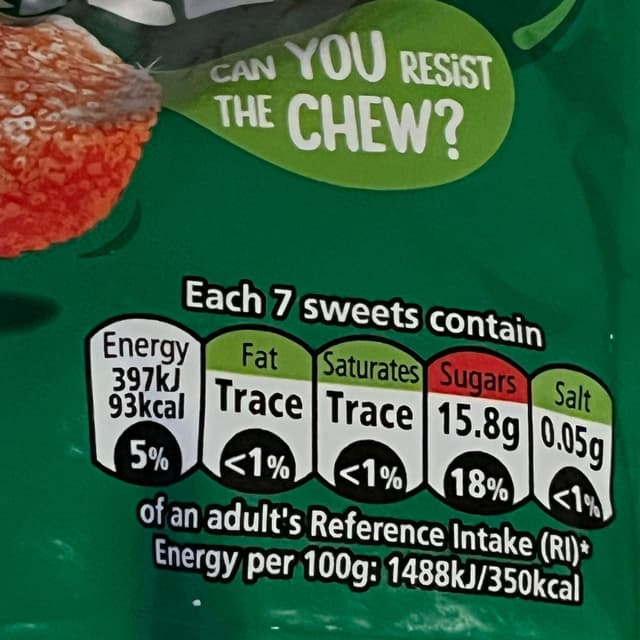 CAN YOU RESIST
THE CHEW?
Each 7 sweets contain
Energy 397kJ 93kcal 5%
Fat Trace <1%
Saturates Trace <1%
Sugars 15.8g 18%
Salt 0.05g <1%
of an adult's Reference Intake (RI)*
Energy per 100g: 1488kJ/350kcal